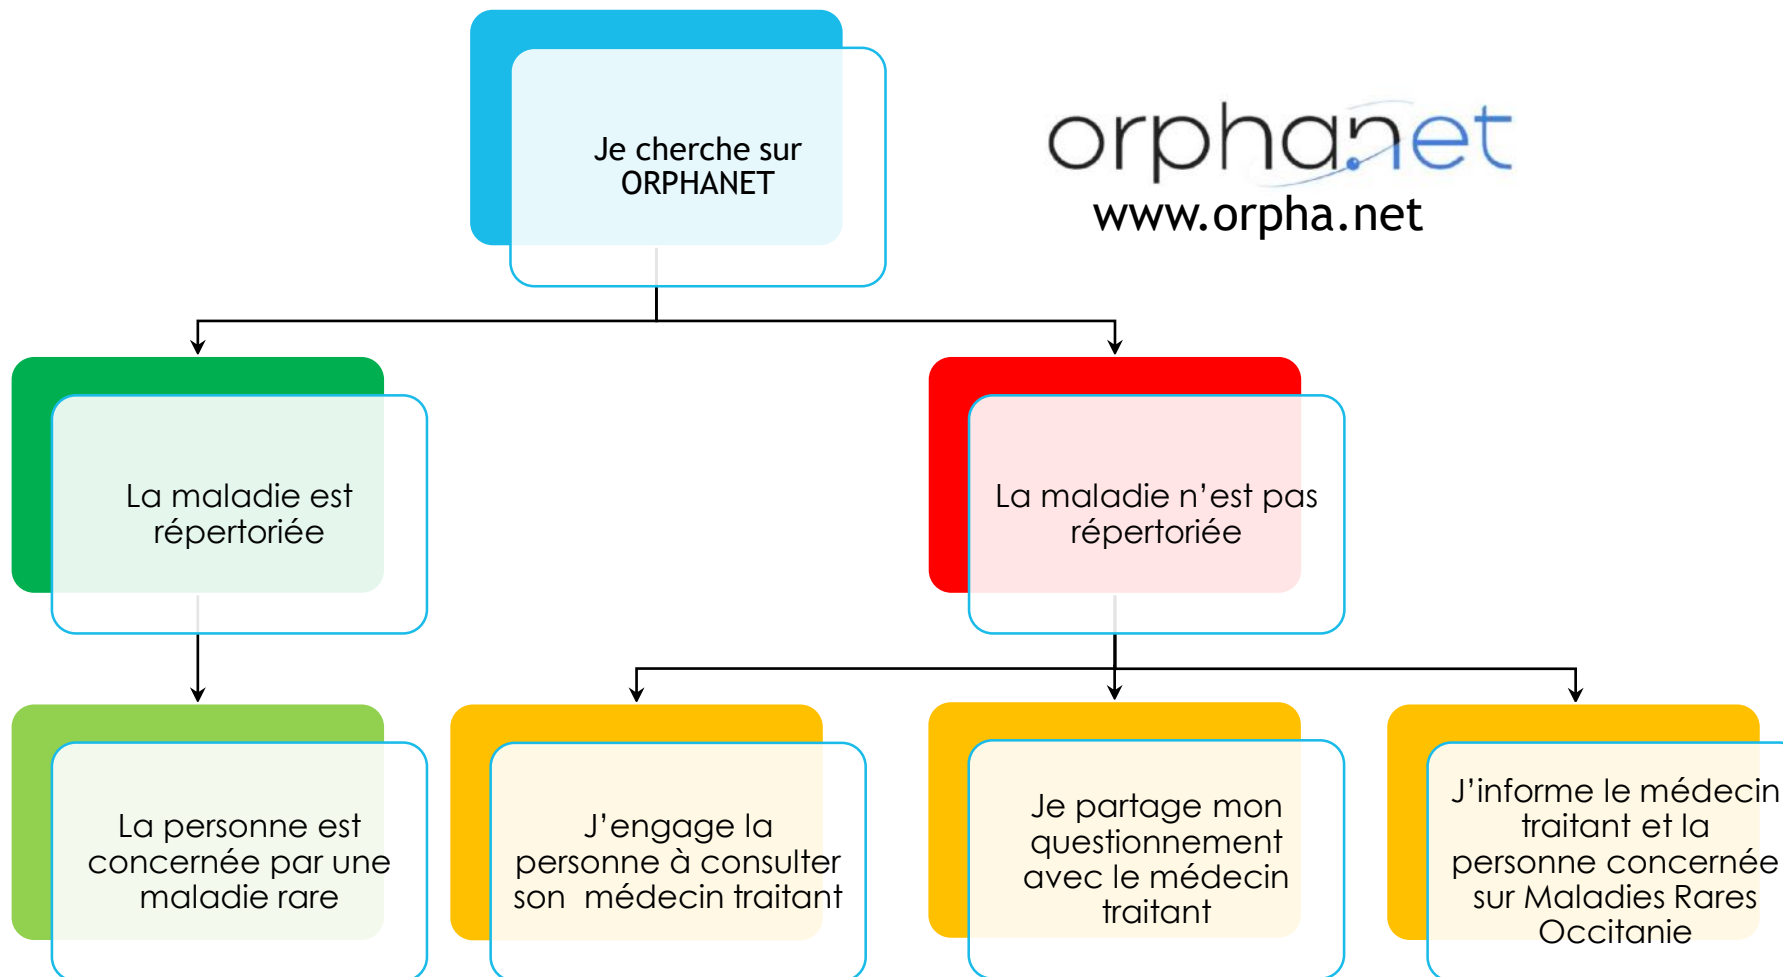 Je cherche sur
ORPHANET
orphanet
www.orpha.net
La maladie est
répertoriée
La maladie n’est pas
répertoriée
La personne est
concernée par une
maladie rare
J’engage la
personne à consulter
son  médecin traitant
Je partage mon
questionnement
avec le médecin
traitant
J’informe le médecin
traitant et la
personne concernée
sur Maladies Rares
Occitanie